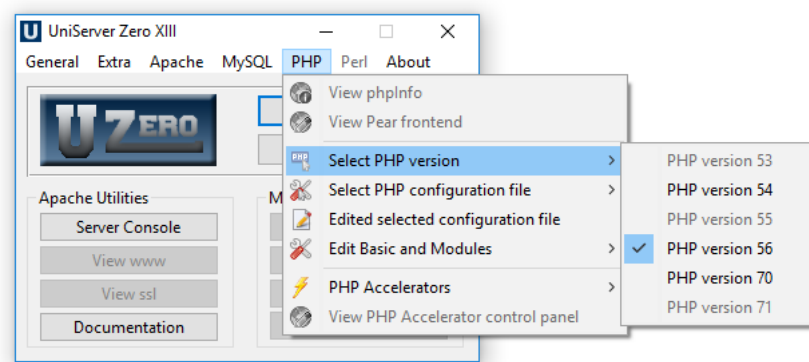 UniServer Zero XIII
General Extra Apache MySQL PHP Perl About
U ZERO
View phpInfo
View Pear frontend
Select PHP version
Select PHP configuration file
Edited selected configuration file
Edit Basic and Modules
PHP Accelerators
View PHP Accelerator control panel
PHP version 53
PHP version 54
PHP version 55
PHP version 56
PHP version 70
PHP version 71
Apache Utilities
M
Server Console
View www
View ssl
Documentation